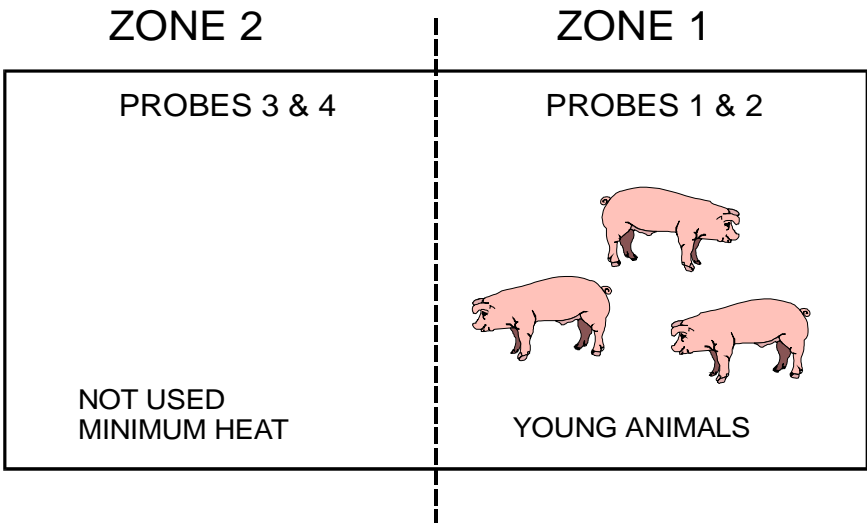 ZONE 2
ZONE 1
PROBES 3 & 4
PROBES 1 & 2
NOT USED
MINIMUM HEAT
YOUNG ANIMALS